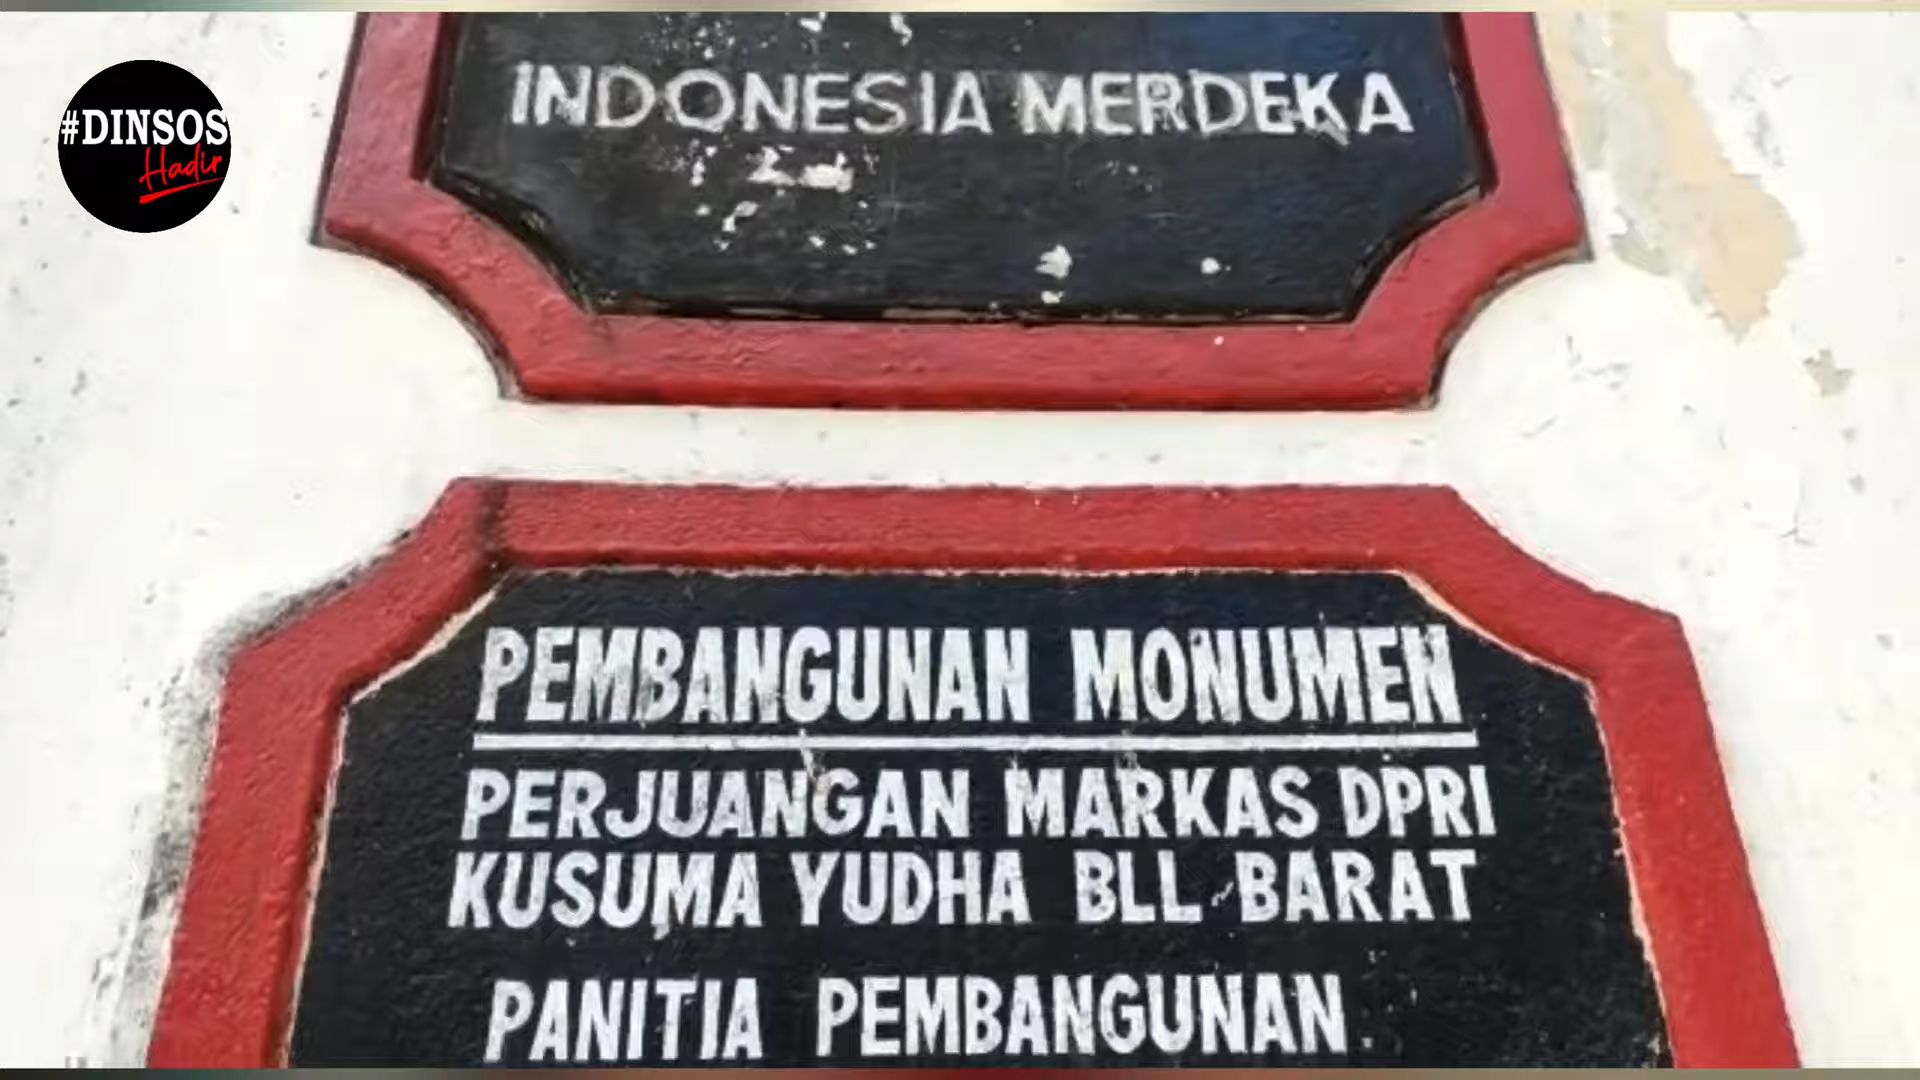 #DINSOS
Hadir
INDONESIA MERDEKA
PEMBANGUNAN MONUMEN
PERJUANGAN MARKAS DPRI
KUSUMA YUDHA BLL-BARAT
PANITIA PEMBANGUNAN.